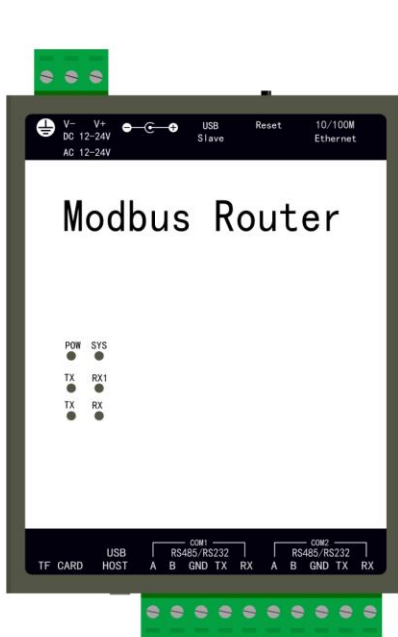 V- V+ USB Reset 10/100M
DC 12-24V Slave Ethernet
AC 12-24V
Modbus Router
POW SYS
TX RX1
TX RX
COM1 COM2
USB RS485/RS232 RS485/RS232
TF CARD HOST A B GND TX RX A B GND TX RX